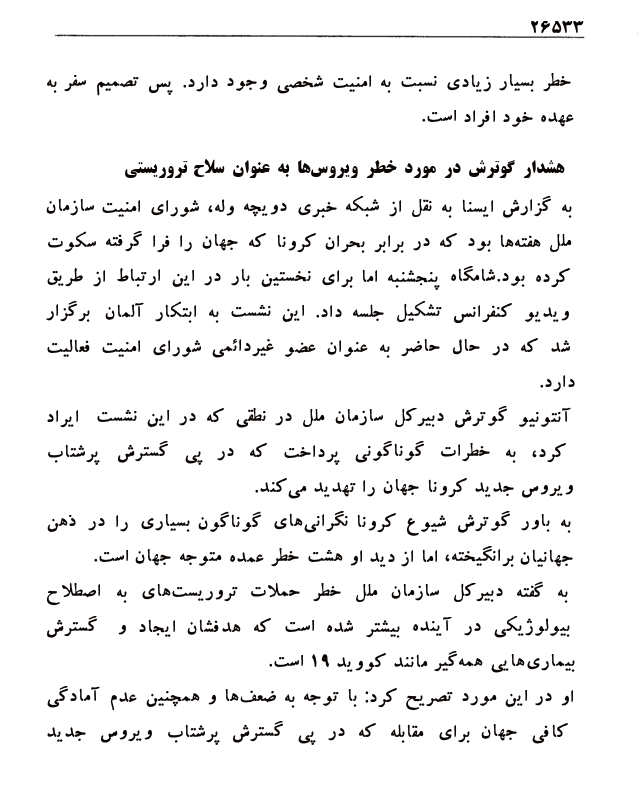 ۲۶۵۳۳
خطر بسیار زیادی نسبت به امنیت شخصی وجود دارد. پس تصمیم سفر به
عهده خود افراد است.
هشدار گوترش در مورد خطر ویروس‌ها به عنوان سلاح تروریستی
به گزارش ایسنا به نقل از شبکه خبری دویچه وله، شورای امنیت سازمان
ملل هفته‌ها بود که در برابر بحران کرونا که جهان را فرا گرفته سکوت
کرده بود.شامگاه پنجشنبه اما برای نخستین بار در این ارتباط از طریق
ویدیو کنفرانس تشکیل جلسه داد. این نشست به ابتکار آلمان برگزار
شد که در حال حاضر به عنوان عضو غیردائمی شورای امنیت فعالیت
دارد.
آنتونیو گوترش دبیرکل سازمان ملل در نطقی که در این نشست ایراد
کرد، به خطرات گوناگونی پرداخت که در پی گسترش پرشتاب
ویروس جدید کرونا جهان را تهدید می‌کند.
به باور گوترش شیوع کرونا نگرانی‌های گوناگون بسیاری را در ذهن
جهانیان برانگیخته، اما از دید او هشت خطر عمده متوجه جهان است.
به گفته دبیرکل سازمان ملل خطر حملات تروریست‌های به اصطلاح
بیولوژیکی در آینده بیشتر شده است که هدفشان ایجاد و گسترش
بیماری‌هایی همه‌گیر مانند کووید ۱۹ است.
او در این مورد تصریح کرد: با توجه به ضعف‌ها و همچنین عدم آمادگی
کافی جهان برای مقابله که در پی گسترش پرشتاب ویروس جدید